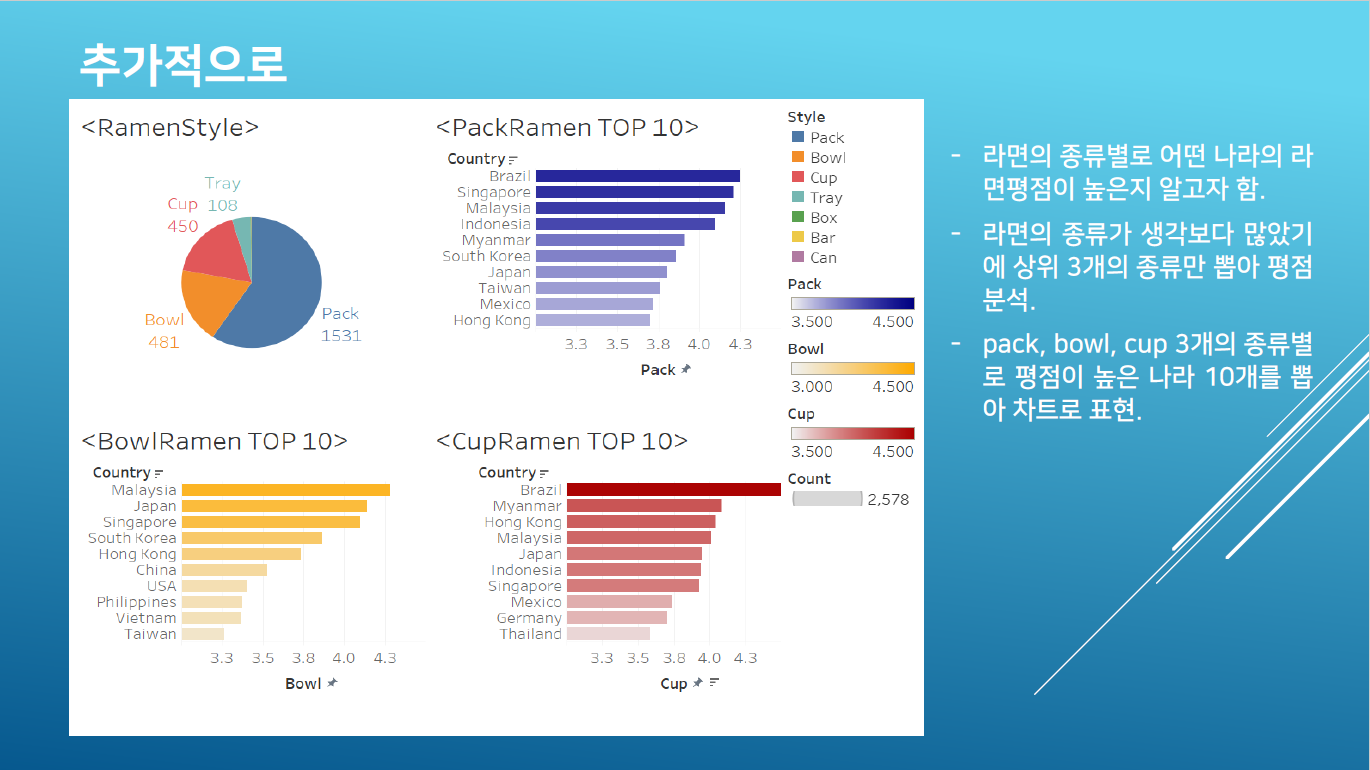 추가적으로
<RamenStyle>
Tray
108
Cup
450
Bowl
481
Pack
1531
<PackRamen TOP 10>
Country
Brazil
Singapore
Malaysia
Indonesia
Myanmar
South Korea
Japan
Taiwan
Mexico
Hong Kong
3.3 3.5 3.8 4.0 4.3
Pack
<BowlRamen TOP 10>
Country
Malaysia
Japan
Singapore
South Korea
Hong Kong
China
USA
Philippines
Vietnam
Taiwan
3.3 3.5 3.8 4.0 4.3
Bowl
<CupRamen TOP 10>
Country
Brazil
Myanmar
Hong Kong
Malaysia
Japan
Indonesia
Singapore
Mexico
Germany
Thailand
3.3 3.5 3.8 4.0 4.3
Cup
Style
Pack
Bowl
Cup
Tray
Box
Bar
Can
Pack
3.500 4.500
Bowl
3.000 4.500
Cup
3.500 4.500
Count
2,578
- 라면의 종류별로 어떤 나라의 라
면평점이 높은지 알고자 함.
- 라면의 종류가 생각보다 많았기
에 상위 3개의 종류만 뽑아 평점
분석.
- pack, bowl, cup 3개의 종류별
로 평점이 높은 나라 10개를 뽑
아 차트로 표현.